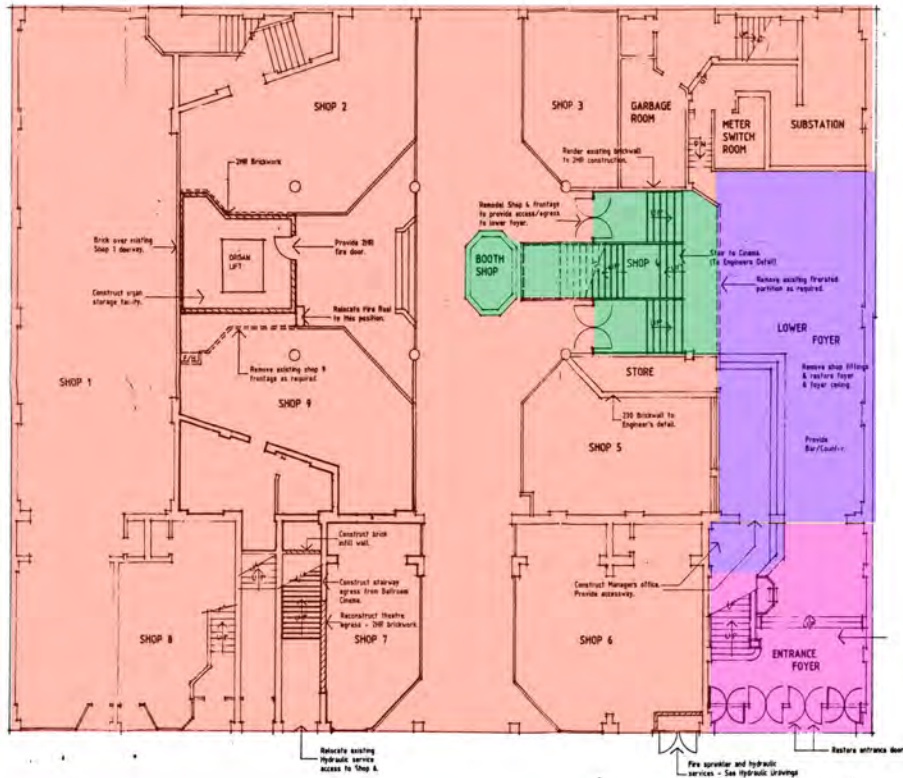 SHOP 2
SHOP 3
GARBAGE
ROOM
METER
SWITCH
ROOM
SUBSTATION
2HR Brickwork
Render existing brickwall
to 2HR construction.
Remodel Shop 4 frontage
to provide access/egress
to lower foyer.
Brick over existing
Shop 1 doorway.
ORGAN
LIFT
Provide 2HR
fire door.
BOOTH
SHOP
SHOP 4
UP
UP
UP
UP
Stair to Cinema
(To Engineers Detail)
Remove existing firerated
partition as required.
Construct organ
storage facility.
Relocate Fire Reel
to this position.
LOWER
FOYER
SHOP 1
Remove existing shop 9
frontage as required.
STORE
Remove shop fittings
& restore foyer
& foyer ceiling.
SHOP 9
230 Brickwall to
Engineer's detail.
SHOP 5
Provide
Bar/Counter.
Construct brick
infill wall.
Construct stairway
egress from Ballroom
Cinema.
Reconstruct theatre
egress - 2HR brickwork.
Construct Managers office.
Provide accessway.
SHOP 8
UP
UP
UP
SHOP 7
SHOP 6
UP
ENTRANCE
FOYER
Relocate existing
Hydraulic service
access to Shop 6.
Fire sprinkler and hydraulic
services - See Hydraulic Drawings
Restore entrance door